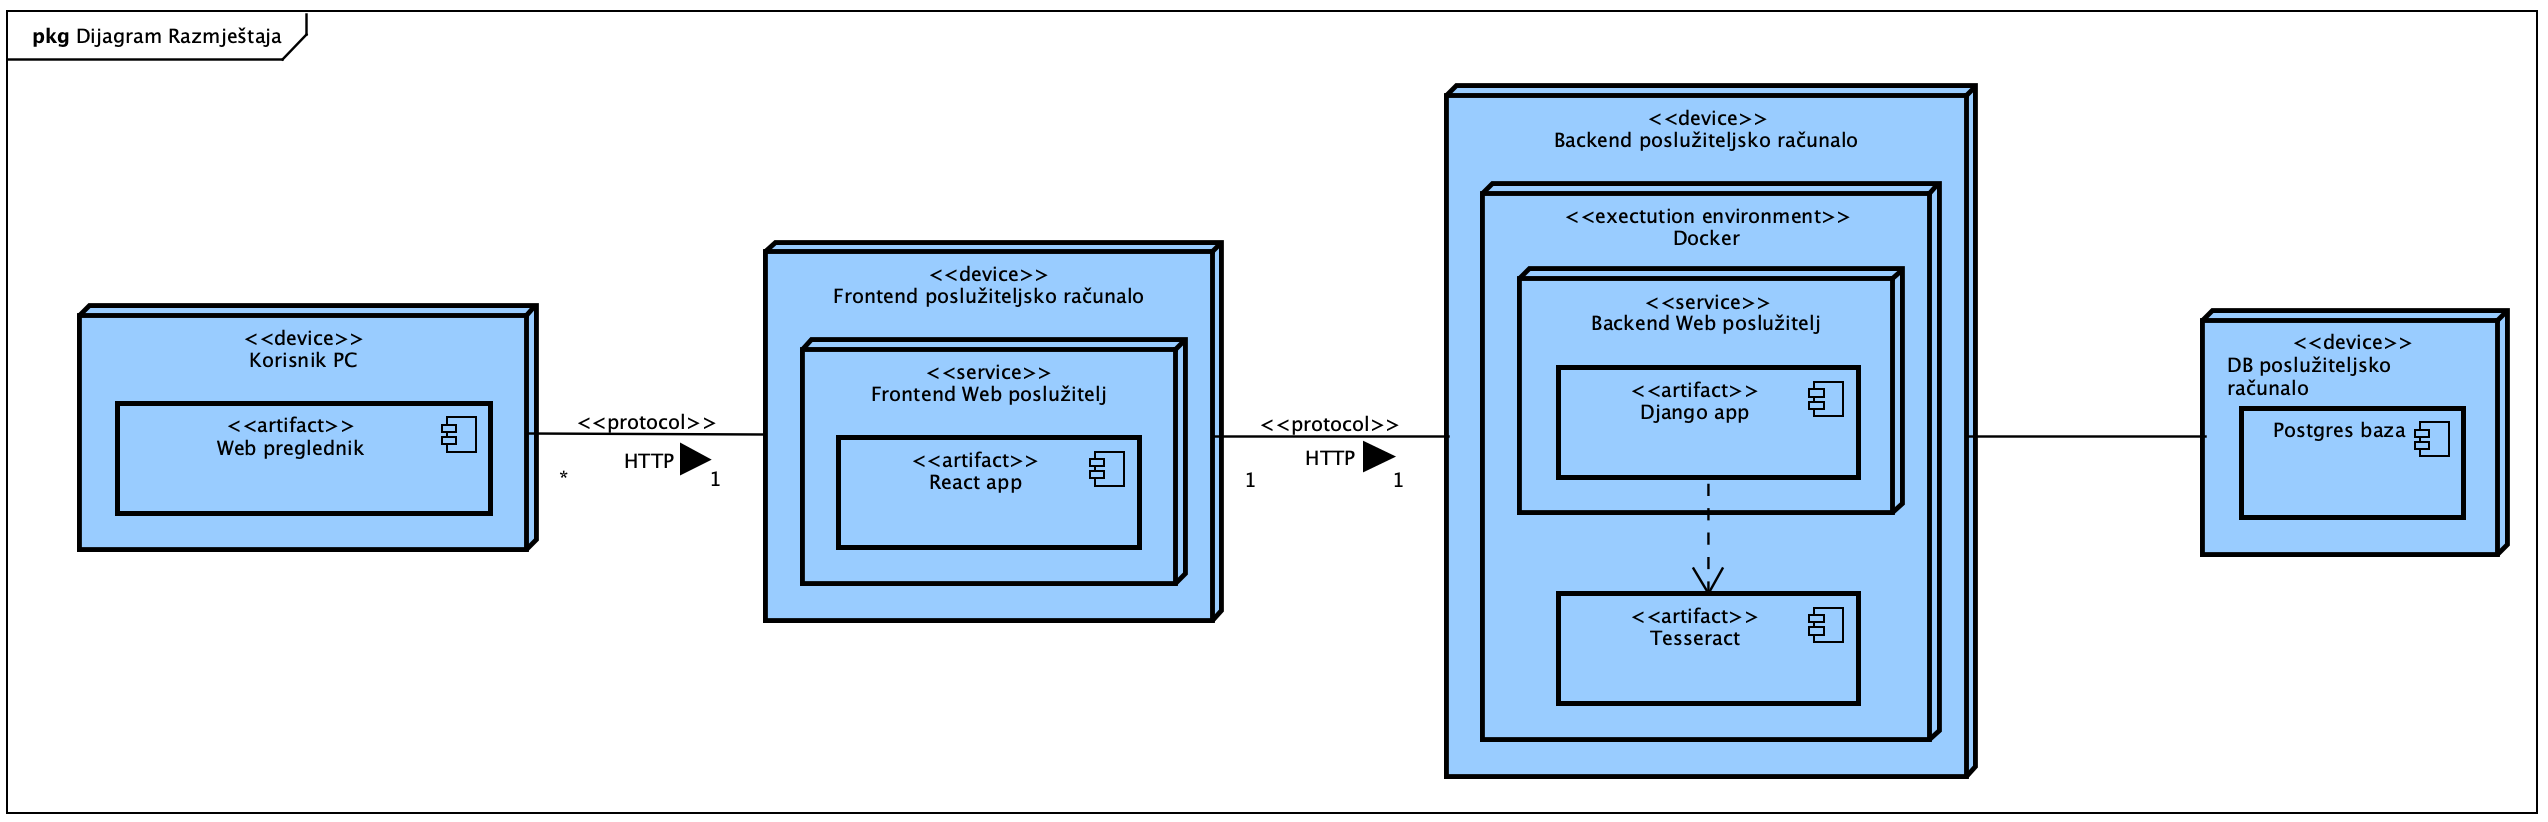 pkg Dijagram Razmještaja
<<device>>
Korisnik PC
<<artifact>>
Web preglednik
<<protocol>>
HTTP
*
1
<<device>>
Frontend poslužiteljsko računalo
<<service>>
Frontend Web poslužitelj
<<artifact>>
React app
<<protocol>>
HTTP
1
1
<<device>>
Backend poslužiteljsko računalo
<<exectution environment>>
Docker
<<service>>
Backend Web poslužitelj
<<artifact>>
Django app
<<artifact>>
Tesseract
<<device>>
DB poslužiteljsko
računalo
Postgres baza